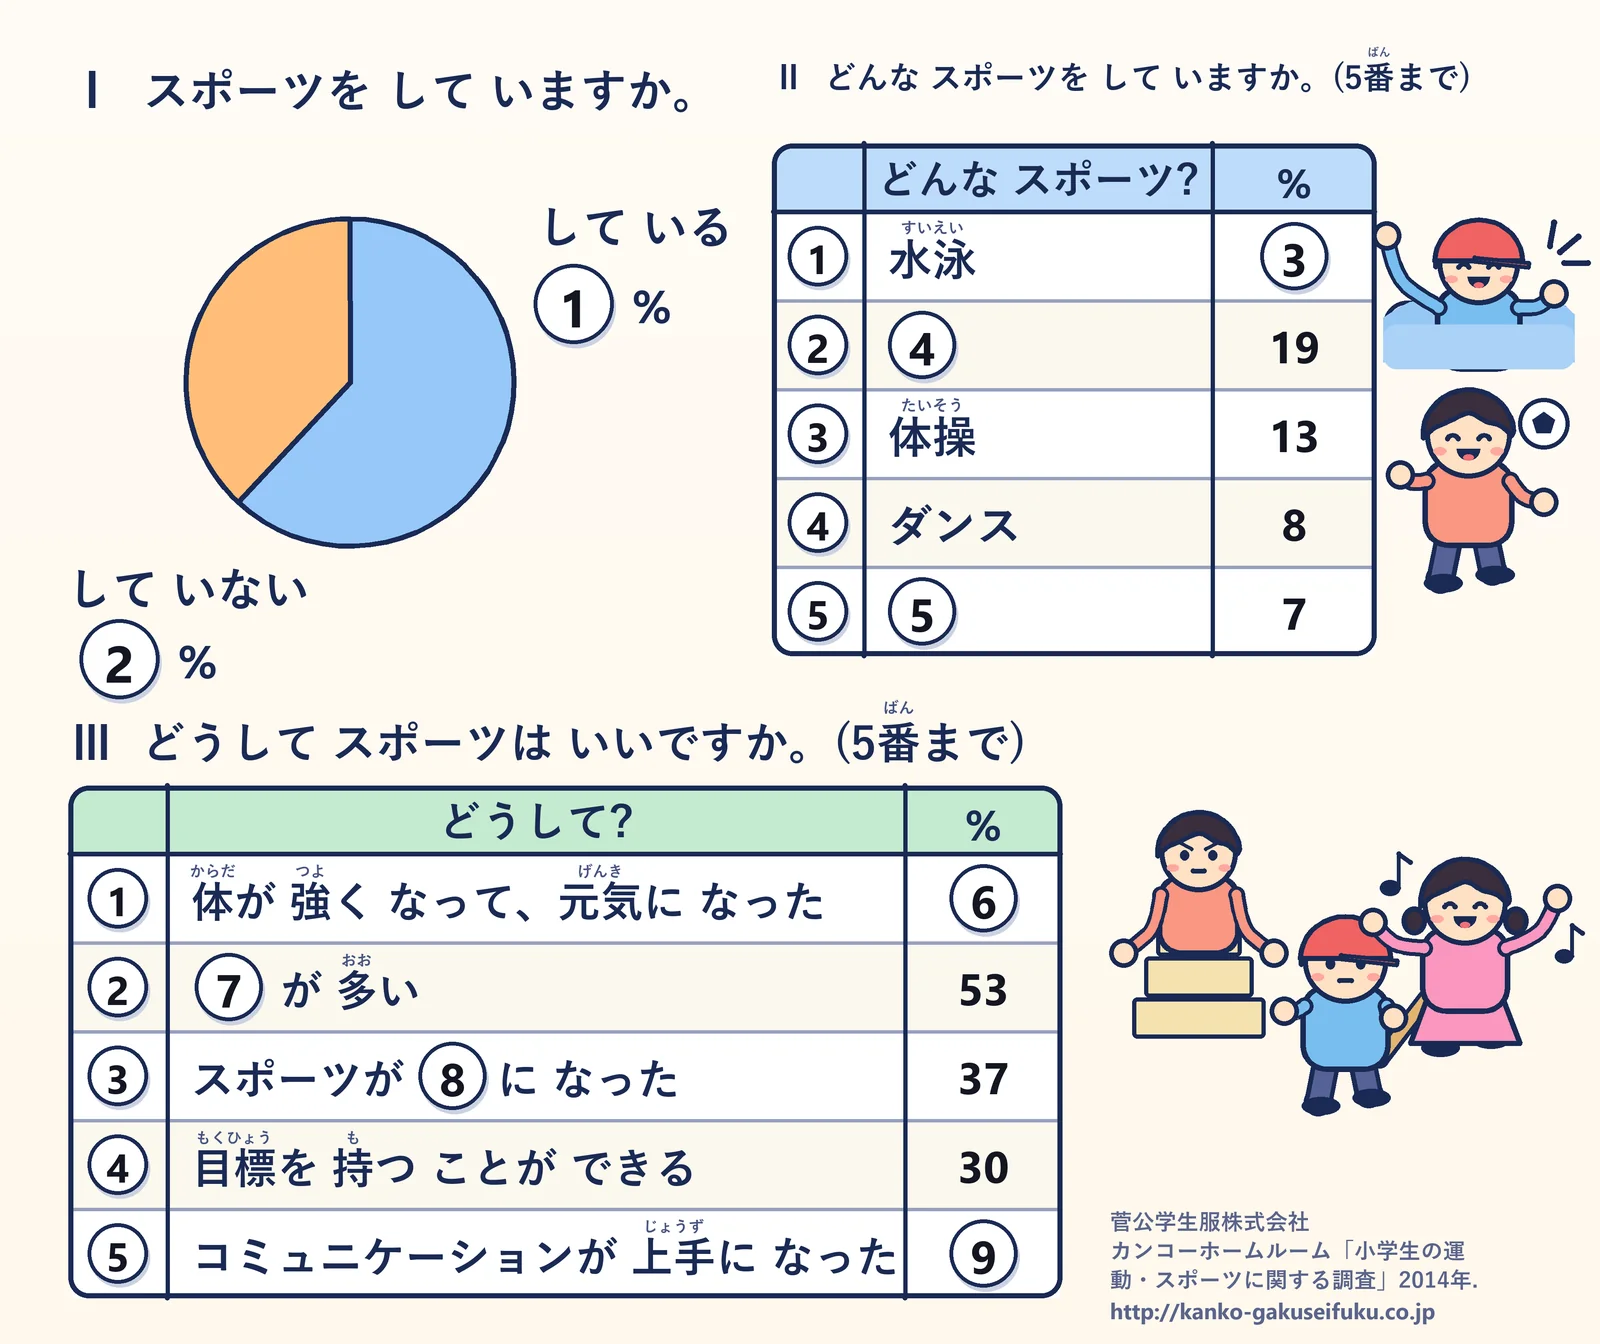 I スポーツを して いますか。
して いる
1 %
して いない
2 %
II どんな スポーツを して いますか。(5番まで)
ばん
どんな スポーツ? %
1 水泳 3
すいえい
2 4 19
3 体操 13
たいそう
4 ダンス 8
5 5 7
III どうして スポーツは いいですか。(5番まで)
ばん
どうして? %
1 体が 強く なって、元気に なった 6
からだ つよ げんき
2 7 が 多い 53
おお
3 スポーツが 8 に なった 37
4 目標を 持つ ことが できる 30
もくひょう も
5 コミュニケーションが 上手に なった 9
じょうず
菅公学生服株式会社
カンコーホームルーム「小学生の運
動・スポーツに関する調査」2014年.
http://kanko-gakuseifuku.co.jp